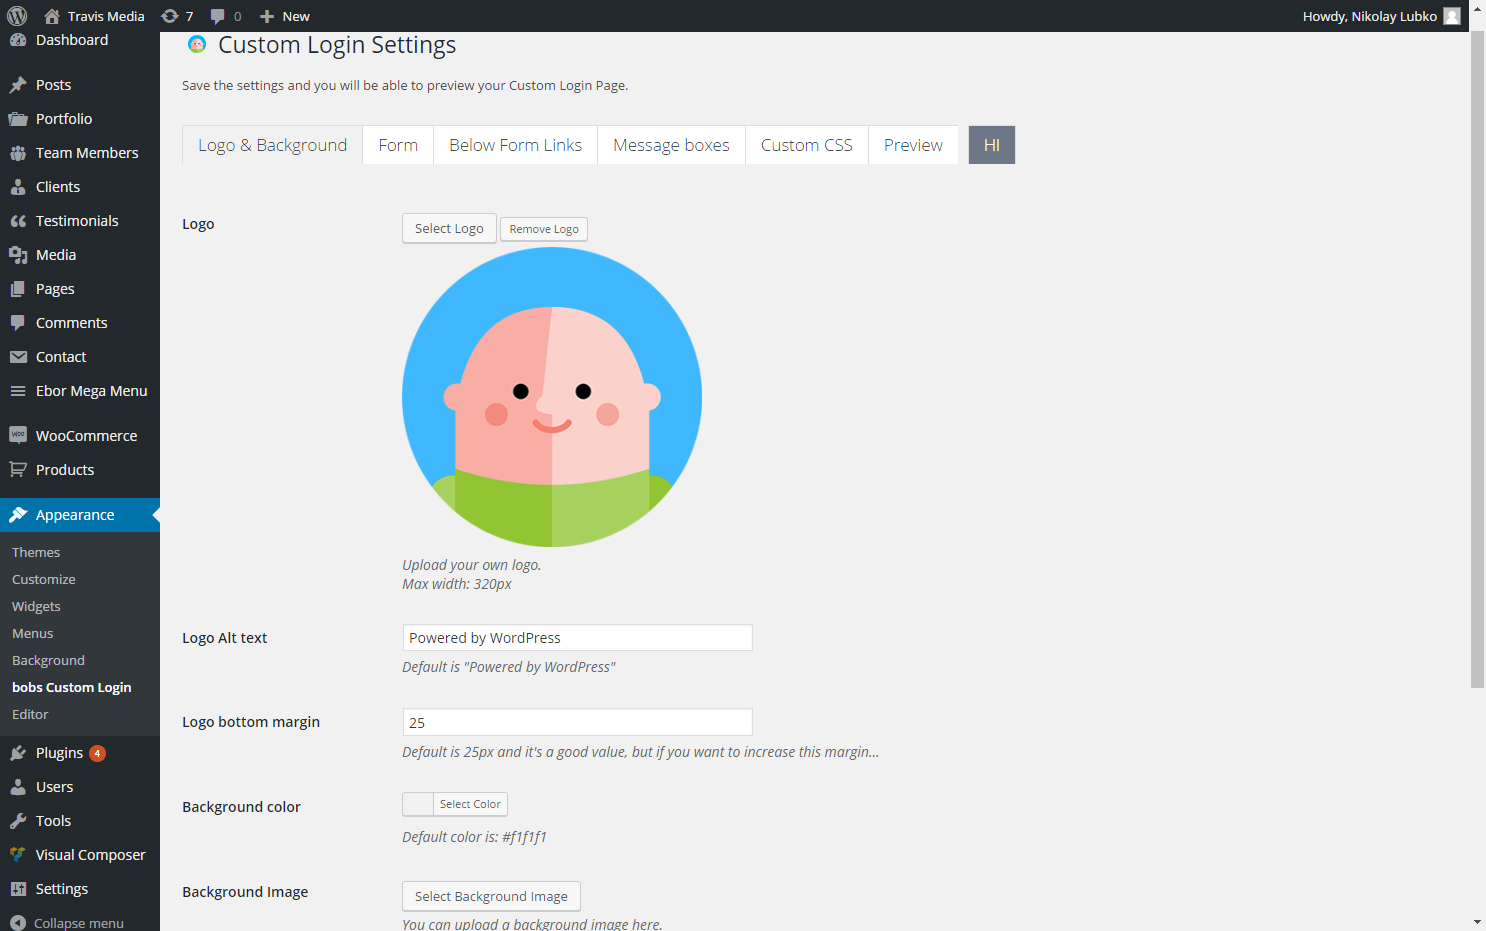 Travis Media
7
0
New
Howdy, Nikolay Lubko
Dashboard
Posts
Portfolio
Team Members
Clients
Testimonials
Media
Pages
Comments
Contact
Ebor Mega Menu
WooCommerce
Products
Appearance
Themes
Customize
Widgets
Menus
Background
bobs Custom Login
Editor
Plugins 4
Users
Tools
Visual Composer
Settings
Collapse menu
Custom Login Settings
Save the settings and you will be able to preview your Custom Login Page.
Logo & Background
Form
Below Form Links
Message boxes
Custom CSS
Preview
HI
Logo
Select Logo
Remove Logo
Upload your own logo.
Max width: 320px
Logo Alt text
Powered by WordPress
Default is "Powered by WordPress"
Logo bottom margin
25
Default is 25px and it's a good value, but if you want to increase this margin...
Background color
Select Color
Default color is: #f1f1f1
Background Image
Select Background Image
You can upload a background image here.